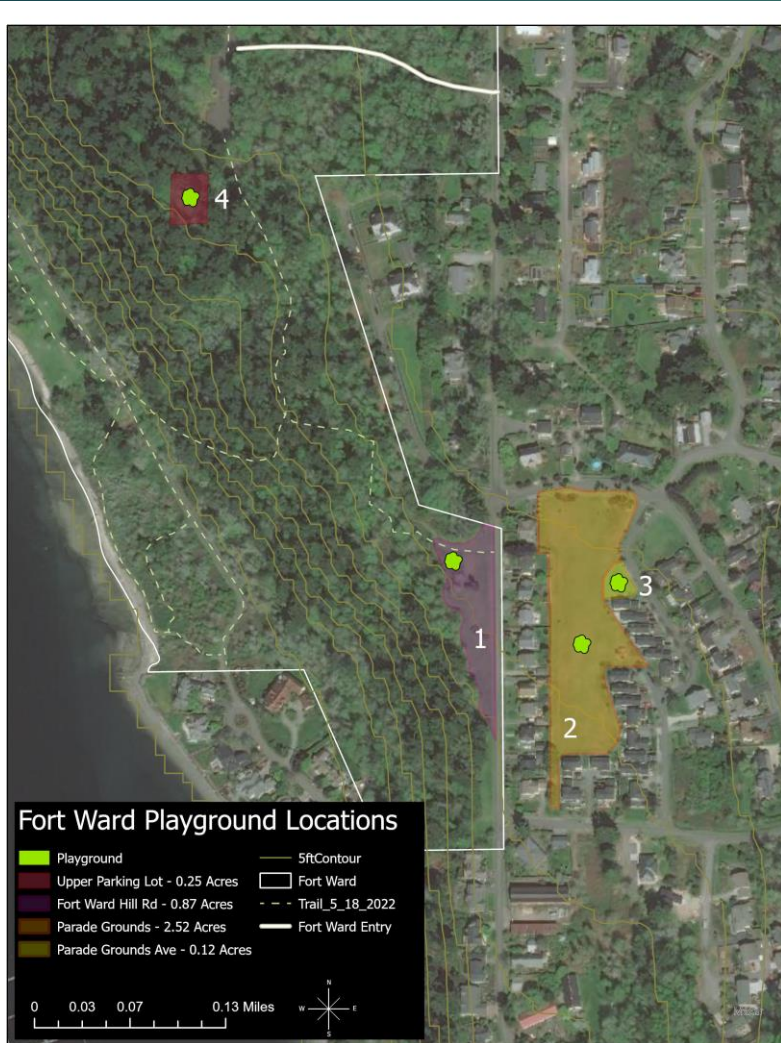 4
3
1
2
Fort Ward Playground Locations
Playground
Upper Parking Lot - 0.25 Acres
Fort Ward Hill Rd - 0.87 Acres
Parade Grounds - 2.52 Acres
Parade Grounds Ave - 0.12 Acres
5ftContour
Fort Ward
Trail_5_18_2022
Fort Ward Entry
0 0.03 0.07 0.13 Miles
N
W E
S